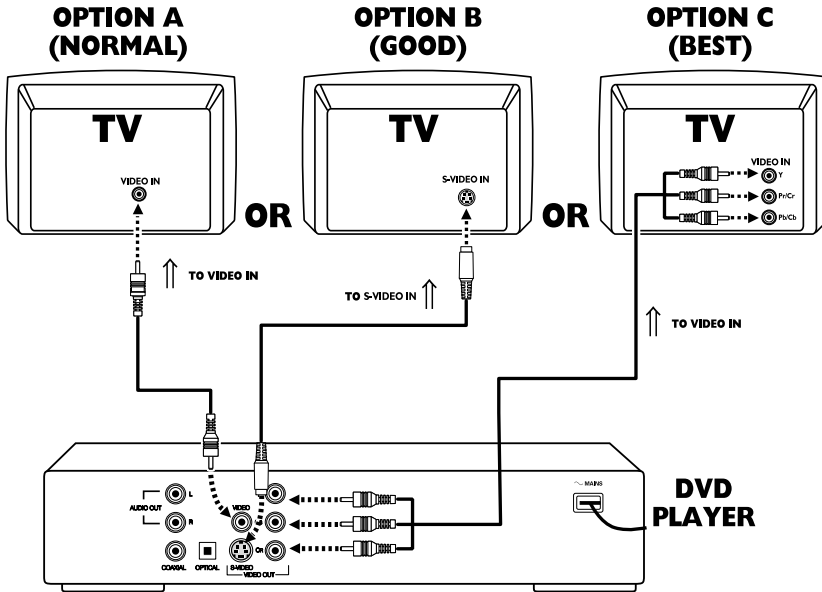 OPTION A
(NORMAL)
OPTION B
(GOOD)
OPTION C
(BEST)
TV
TV
TV
VIDEO IN
S-VIDEO IN
VIDEO IN
Y
Pr/Cr
Pb/Cb
OR
OR
TO VIDEO IN
TO S-VIDEO IN
TO VIDEO IN
AUDIO OUT
L
R
VIDEO
COAXIAL
OPTICAL
S-VIDEO
VIDEO OUT
MAINS
DVD
PLAYER